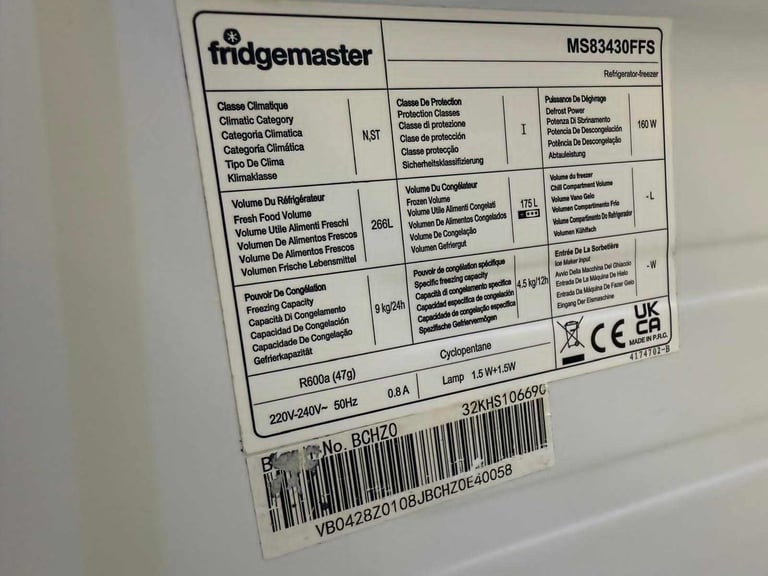 fridgemaster
MS83430FFS
Refrigerator-freezer
Classe Climatique
Climatic Category
Categoria Climatica
Categoría Climática
Tipo De Clima
Klimaklasse
N,ST
Classe De Protection
Protection Classes
Classe di protezione
Clase de protección
Classe protecção
Sicherheitsklassifizierung
I
Puissance De Dégivrage
Defrost Power
Potenza Di Sbrinamento
Potencia De Descongelación
Potência De Descongelação
Abtauleistung
160 W
Volume Du Réfrigérateur
Fresh Food Volume
Volume Utile Alimenti Freschi
Volumen De Alimentos Frescos
Volume De Alimentos Frescos
Volumen Frische Lebensmittel
266L
Volume Du Congélateur
Frozen Volume
Volume Utile Alimenti Congelati
Volumen De Alimentos Congelados
Volume De Congelação
Volumen Gefriergut
175 L
Volume du freezer
Chill Compartment Volume
Volume Vano Gelo
Volumen Compartimento Frio
Volume Compartimento Do Refrigerador
Volumen Kühlfach
- L
Pouvoir De Congélation
Freezing Capacity
Capacità Di Congelamento
Capacidad De Congelación
Capacidade De Congelação
Gefrierkapazität
9 kg/24h
Pouvoir de congélation spécifique
Specific freezing capacity
Capacità di congelamento specifica
Capacidad específica de congelación
Capacidade de congelação específica
Spezifische Gefriervermögen
4.5 kg/12h
Entrée De La Sorbetière
Ice Maker Input
Avvio Della Macchina Del Ghiaccio
Entrada De La Máquina De Hielo
Entrada Da Máquina De Fazer Gelo
Eingang Der Eismaschine
- W
R600a (47g)
Cyclopentane
220V-240V~ 50Hz
0.8 A
Lamp 1.5 W+1.5W
CE
UK
CA
MADE IN P.R.C.
4174702-B
No. BCHZ0
32KHS106690
VB0428Z0108JBCHZ0E40058